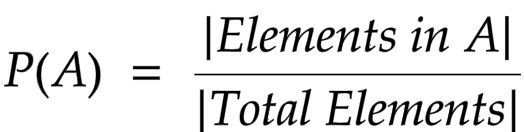 P(A) = |Elements in A|
|Total Elements|